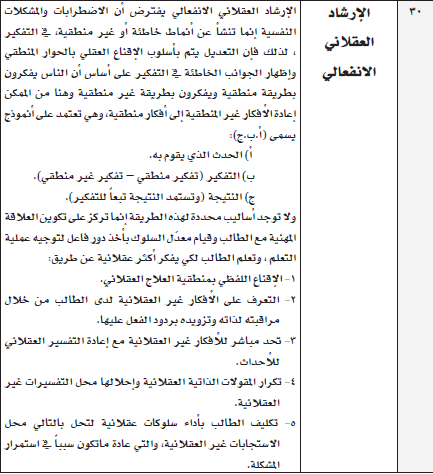 ٣٠
الإرشاد
العقلاني
الانفعالي
الإرشاد العقلاني الانفعالي يفترض أن الاضطرابات والمشكلات
النفسية إنما تنشأ عن أنماط خاطئة أو غير منطقية، في التفكير
، لذلك فإن التعديل يتم بأسلوب الإقناع العقلي بالحوار المنطقي
وإظهار الجوانب الخاطئة في التفكير على أساس أن الناس يفكرون
بطريقة منطقية ويفكرون بطريقة غير منطقية وهنا من الممكن
إعادة الأفكار غير المنطقية إلى أفكار منطقية، وهي تعتمد على أنموذج
يسمى (أ.ب.ج):
أ) الحدث الذي يقوم به.
ب) التفكير (تفكير منطقي – تفكير غير منطقي).
ج) النتيجة (وتستمد النتيجة تبعاً للتفكير).
ولا توجد أساليب محددة لهذه الطريقة إنما تركز على تكوين العلاقة
المهنية مع الطالب وقيام معدّل السلوك بأخذ دور فاعل لتوجيه عملية
التعلم ، وتعلم الطالب لكي يفكر أكثر عقلانية عن طريق:
١- الإقناع اللفظي بمنطقية العلاج العقلاني.
٢- التعرف على الأفكار غير العقلانية لدى الطالب من خلال
مراقبته لذاته وتزويده بردود الفعل عليها.
٣- تحد مباشر للأفكار غير العقلانية مع إعادة التفسير العقلاني
للأحداث.
٤- تكرار المقولات الذاتية العقلانية وإحلالها محل التفسيرات غير
العقلانية.
٥- تكليف الطالب بأداء سلوكات عقلانية لتحل بالتالي محل
الاستجابات غير العقلانية، والتي عادة ماتكون سبباً في استمرار
المشكلة.